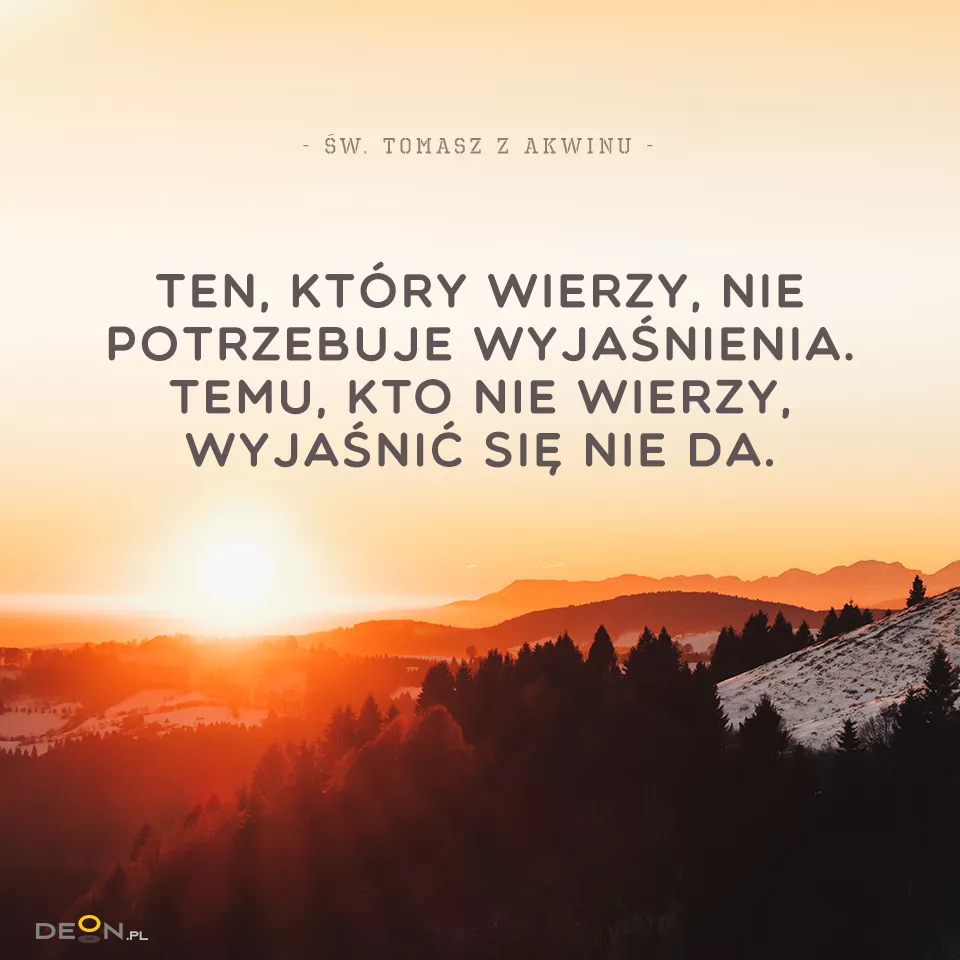 - ŚW. TOMASZ Z AKWINU -
TEN, KTÓRY WIERZY, NIE
POTRZEBUJE WYJAŚNIENIA.
TEMU, KTO NIE WIERZY,
WYJAŚNIĆ SIĘ NIE DA.
DEON.PL